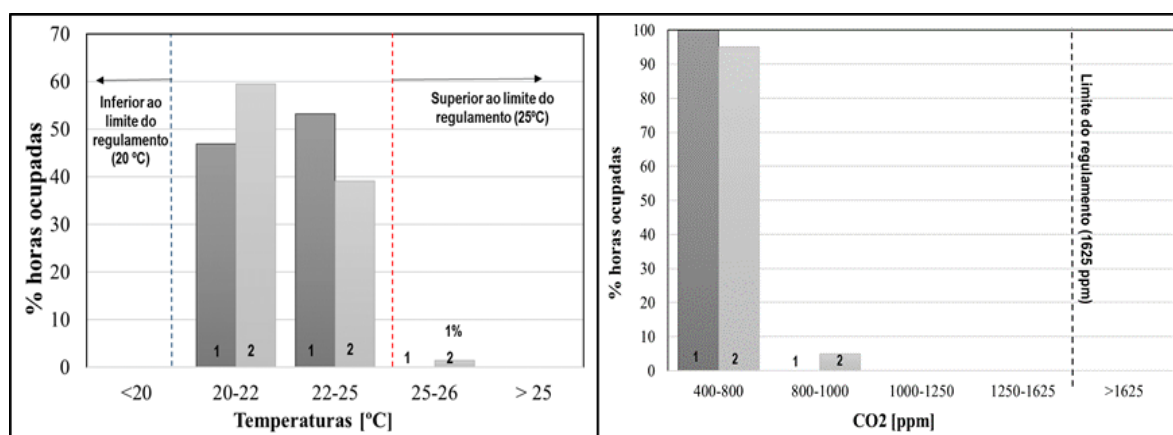 70
60
50
40
30
20
10
0
% horas ocupadas
Inferior ao
limite do
regulamento
(20 ºC)
Superior ao limite do
regulamento (25ºC)
1%
1 2 1 2 1 2
<20 20-22 22-25 25-26 > 25
Temperaturas [ºC]
100
90
80
70
60
50
40
30
20
10
0
% horas ocupadas
Limite do regulamento (1625 ppm)
1 2 1 2
400-800 800-1000 1000-1250 1250-1625 >1625
CO2 [ppm]